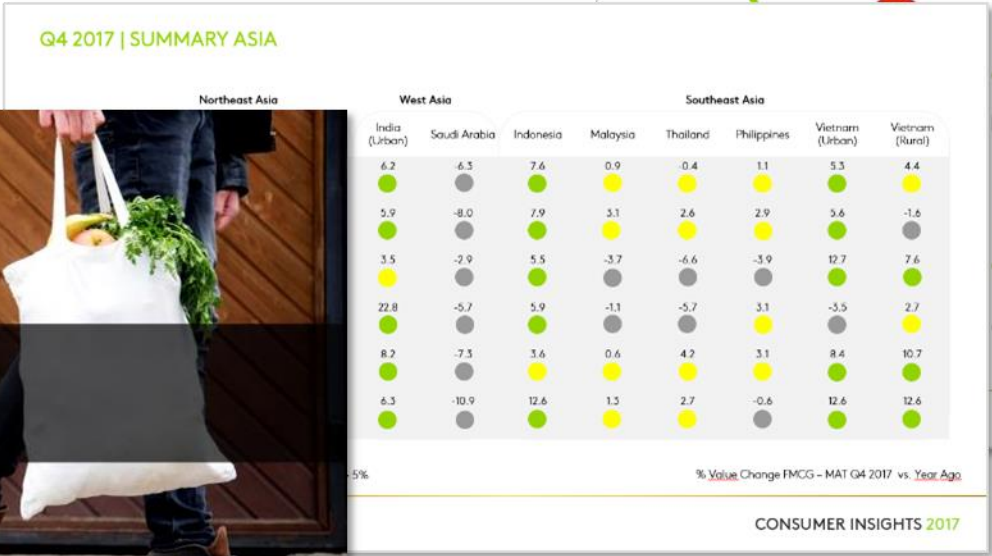 Q4 2017 | SUMMARY ASIA
Northeast Asia West Asia Southeast Asia
India (Urban) Saudi Arabia Indonesia Malaysia Thailand Philippines Vietnam (Urban) Vietnam (Rural)
6.2 -6.3 7.6 0.9 -0.4 1.1 5.3 4.4
5.9 -8.0 7.9 3.1 2.6 2.9 5.6 -1.6
3.5 -2.9 5.5 -3.7 -6.6 -3.9 12.7 7.6
22.8 -5.7 5.9 -1.1 -5.7 3.1 -3.5 2.7
8.2 -7.3 3.6 0.6 4.2 3.1 8.4 10.7
6.3 -10.9 12.6 1.3 2.7 -0.6 12.6 12.6
5% % Value Change FMCG – MAT Q4 2017 vs. Year Ago
CONSUMER INSIGHTS 2017